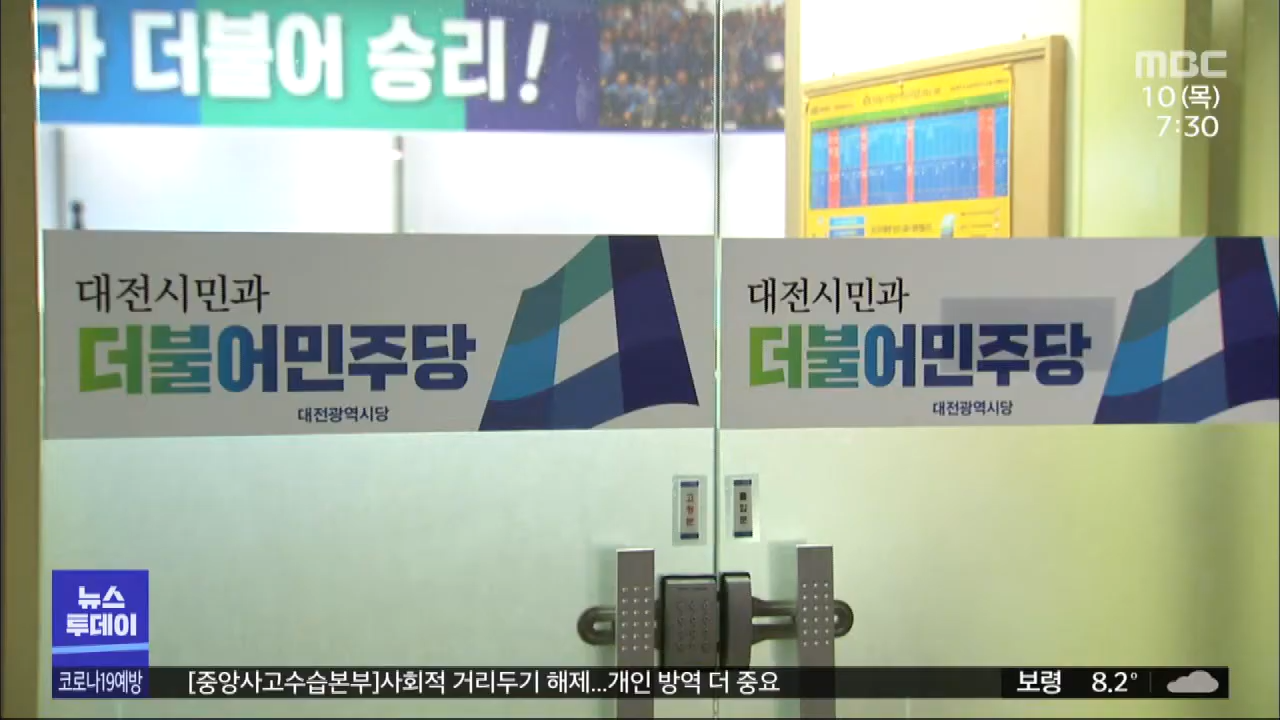 과 더불어 승리!
MBC
10(목)
7:30
대전시민과
더불어민주당
대전광역시당
대전시민과
더불어민주당
대전광역시당
고정문
출입문
뉴스
투데이
코로나19예방
[중앙사고수습본부]사회적 거리두기 해제...개인 방역 더 중요
보령 8.2°